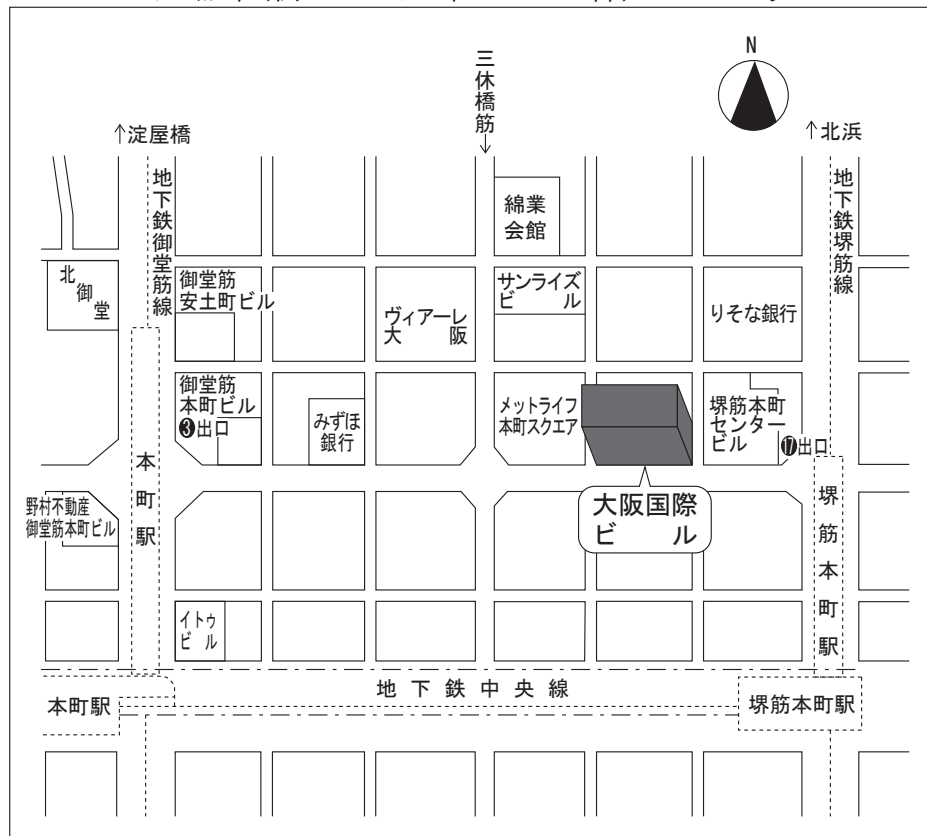 N
三休橋筋
↓
↑淀屋橋
↑北浜
地下鉄御堂筋線
地下鉄堺筋線
綿業
会館
北御堂
御堂筋
安土町ビル
ヴィアーレ
大阪
サンライズ
ビル
りそな銀行
御堂筋
本町ビル
❸出口
みずほ
銀行
メットライフ
本町スクエア
堺筋本町
センター
ビル
⓱出口
本町駅
野村不動産
御堂筋本町ビル
大阪国際
ビル
堺筋本町駅
イトゥ
ビル
地下鉄中央線
本町駅
堺筋本町駅